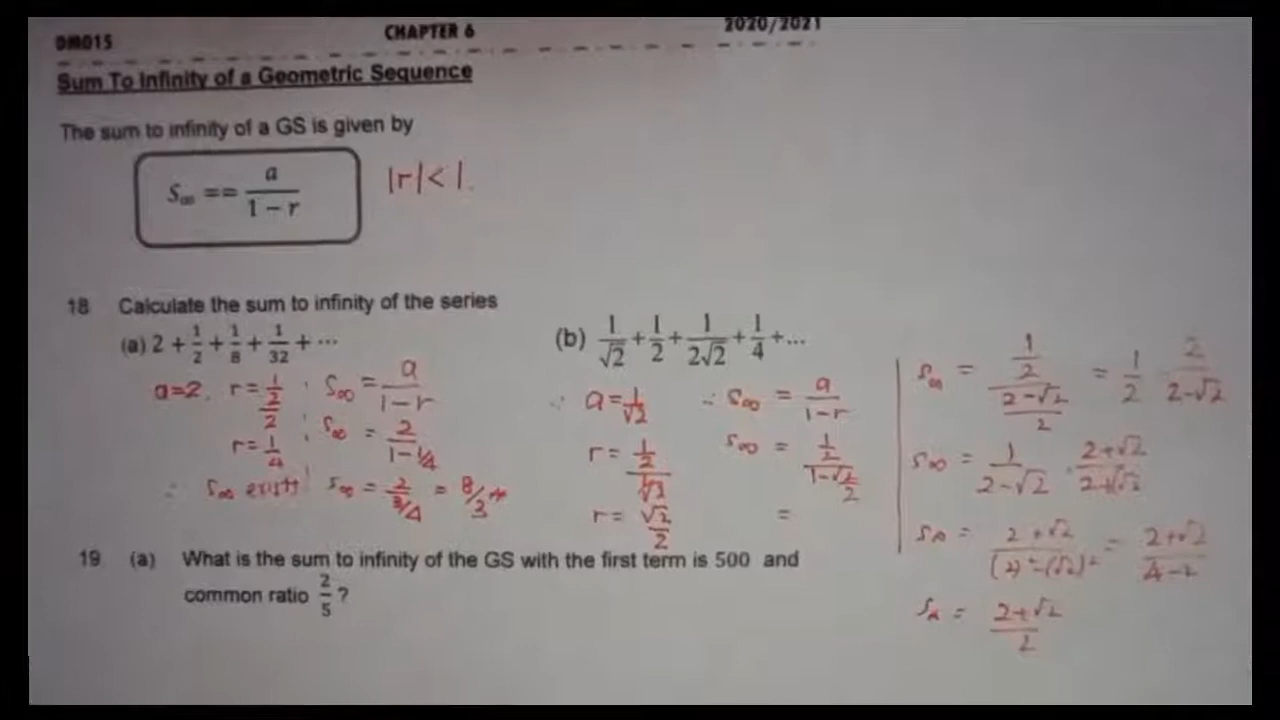 DM015 CHAPTER 6 2020/2021
Sum To Infinity of a Geometric Sequence
The sum to infinity of a GS is given by
S∞ == a/(1 − r) |r| < 1.
18 Calculate the sum to infinity of the series
(a) 2 + 1/2 + 1/8 + 1/32 + ···
a=2, r = (1/2)/2
r = 1/4
∴ S∞ exists
S∞ = a/(1−r)
S∞ = 2/(1−1/4)
S∞ = 2/(3/4) = 8/3
(b) 1/√2 + 1/2 + 1/(2√2) + 1/4 + ...
∴ a = 1/√2
r = (1/2)/(1/√2)
r = √2/2
∴ S∞ = a/(1−r)
S∞ = (1/2)/(1−√2/2)
=
S∞ = (1/2)/((2−√2)/2) = 1/2 · 2/(2−√2)
S∞ = 1/(2−√2) · (2+√2)/(2+√2)
S∞ = (2+√2)/((2)²−(√2)²) = (2+√2)/(4−2)
S∞ = (2+√2)/2
19 (a) What is the sum to infinity of the GS with the first term is 500 and
common ratio 2/5 ?